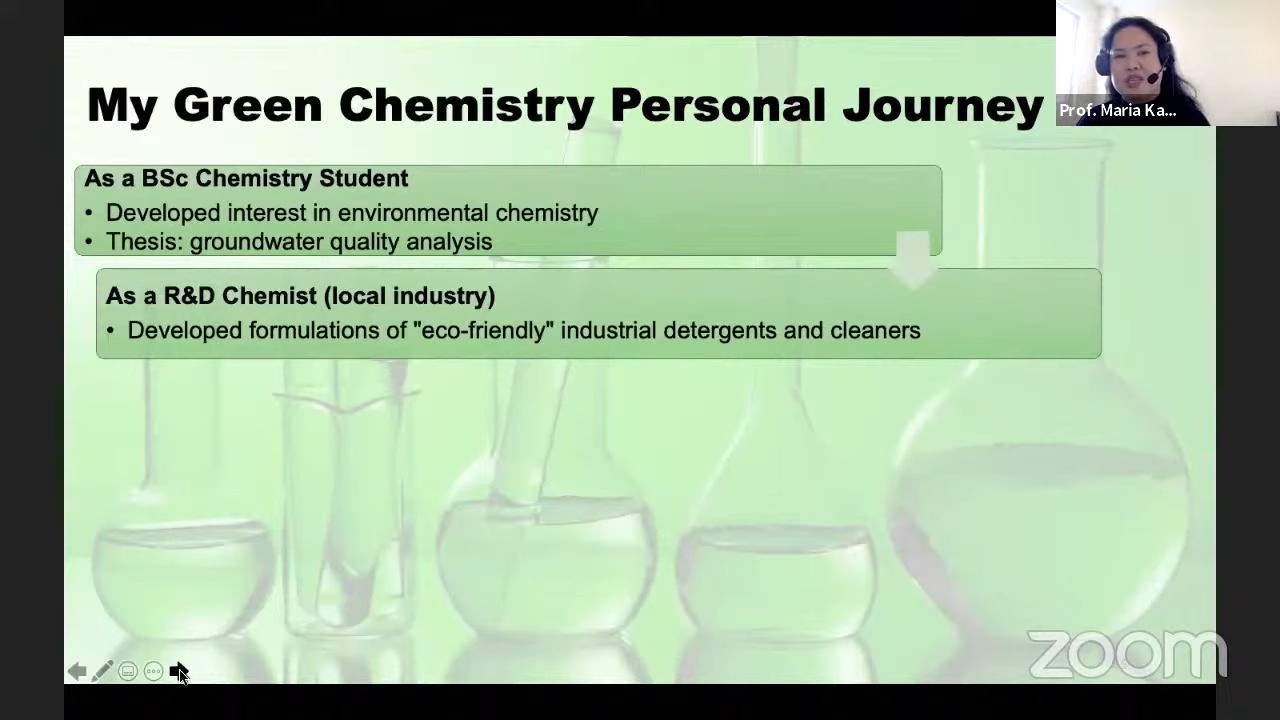 My Green Chemistry Personal Journey
Prof. Maria Ka...
As a BSc Chemistry Student
• Developed interest in environmental chemistry
• Thesis: groundwater quality analysis
As a R&D Chemist (local industry)
• Developed formulations of "eco-friendly" industrial detergents and cleaners
zoom